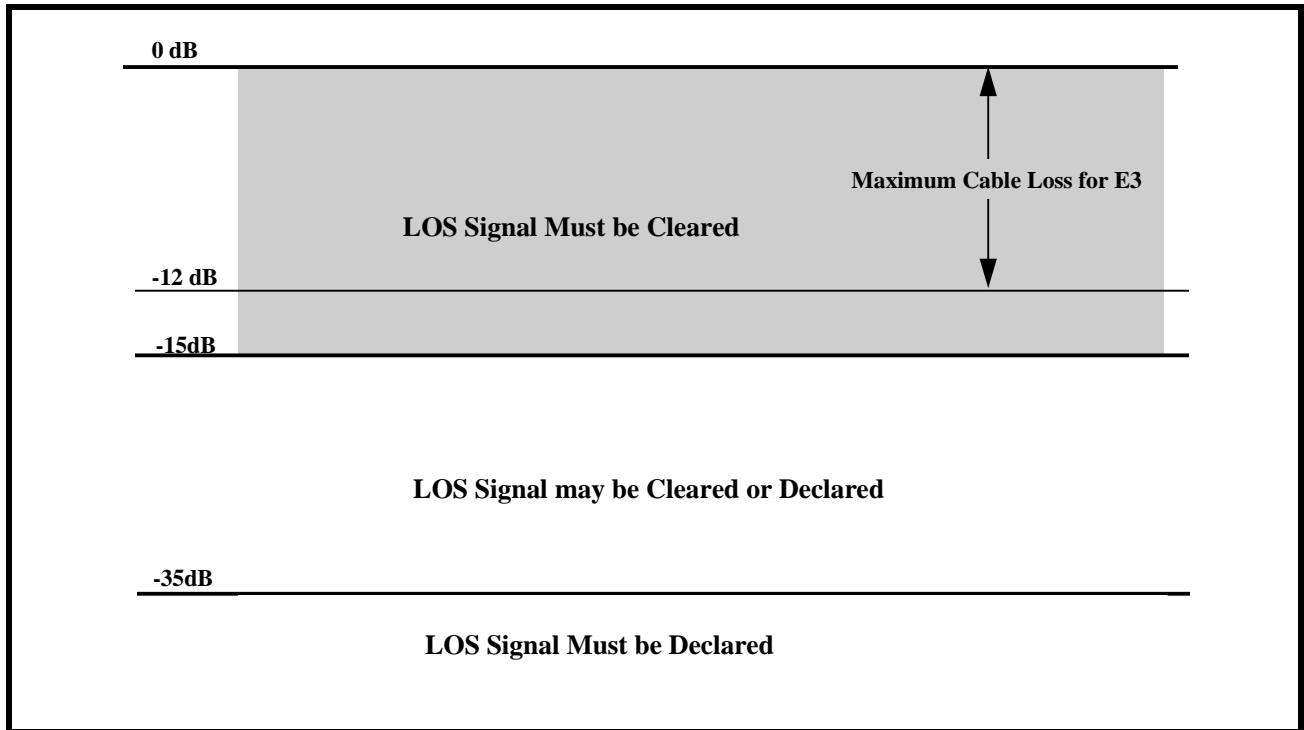 0 dB
Maximum Cable Loss for E3
LOS Signal Must be Cleared
-12 dB
-15dB
LOS Signal may be Cleared or Declared
-35dB
LOS Signal Must be Declared